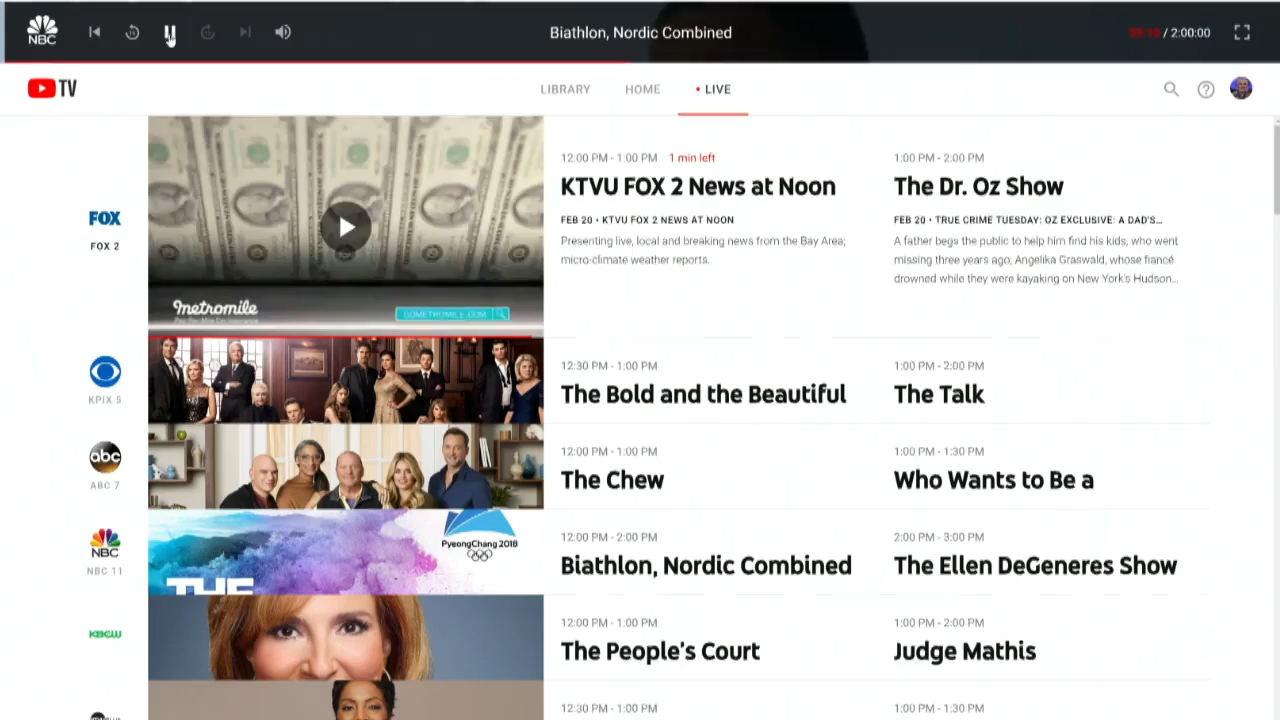 NBC
Biathlon, Nordic Combined
/ 2:00:00
TV
LIBRARY
HOME
• LIVE
FOX
FOX 2
metromile
GOMETROMILE.COM
12:00 PM - 1:00 PM 1 min left
KTVU FOX 2 News at Noon
FEB 20 • KTVU FOX 2 NEWS AT NOON
Presenting live, local and breaking news from the Bay Area;
micro-climate weather reports.
1:00 PM - 2:00 PM
The Dr. Oz Show
FEB 20 • TRUE CRIME TUESDAY: OZ EXCLUSIVE: A DAD'S...
A father begs the public to help him find his kids, who went
missing three years ago; Angelika Graswald, whose fiancé
drowned while they were kayaking on New York's Hudson...
KPIX 5
12:30 PM - 1:00 PM
The Bold and the Beautiful
1:00 PM - 2:00 PM
The Talk
abc
ABC 7
12:00 PM - 1:00 PM
The Chew
1:00 PM - 1:30 PM
Who Wants to Be a
NBC
NBC 11
PyeongChang 2018
THE
12:00 PM - 2:00 PM
Biathlon, Nordic Combined
2:00 PM - 3:00 PM
The Ellen DeGeneres Show
KBCW
12:00 PM - 1:00 PM
The People's Court
1:00 PM - 2:00 PM
Judge Mathis
12:30 PM - 1:00 PM
1:00 PM - 1:30 PM